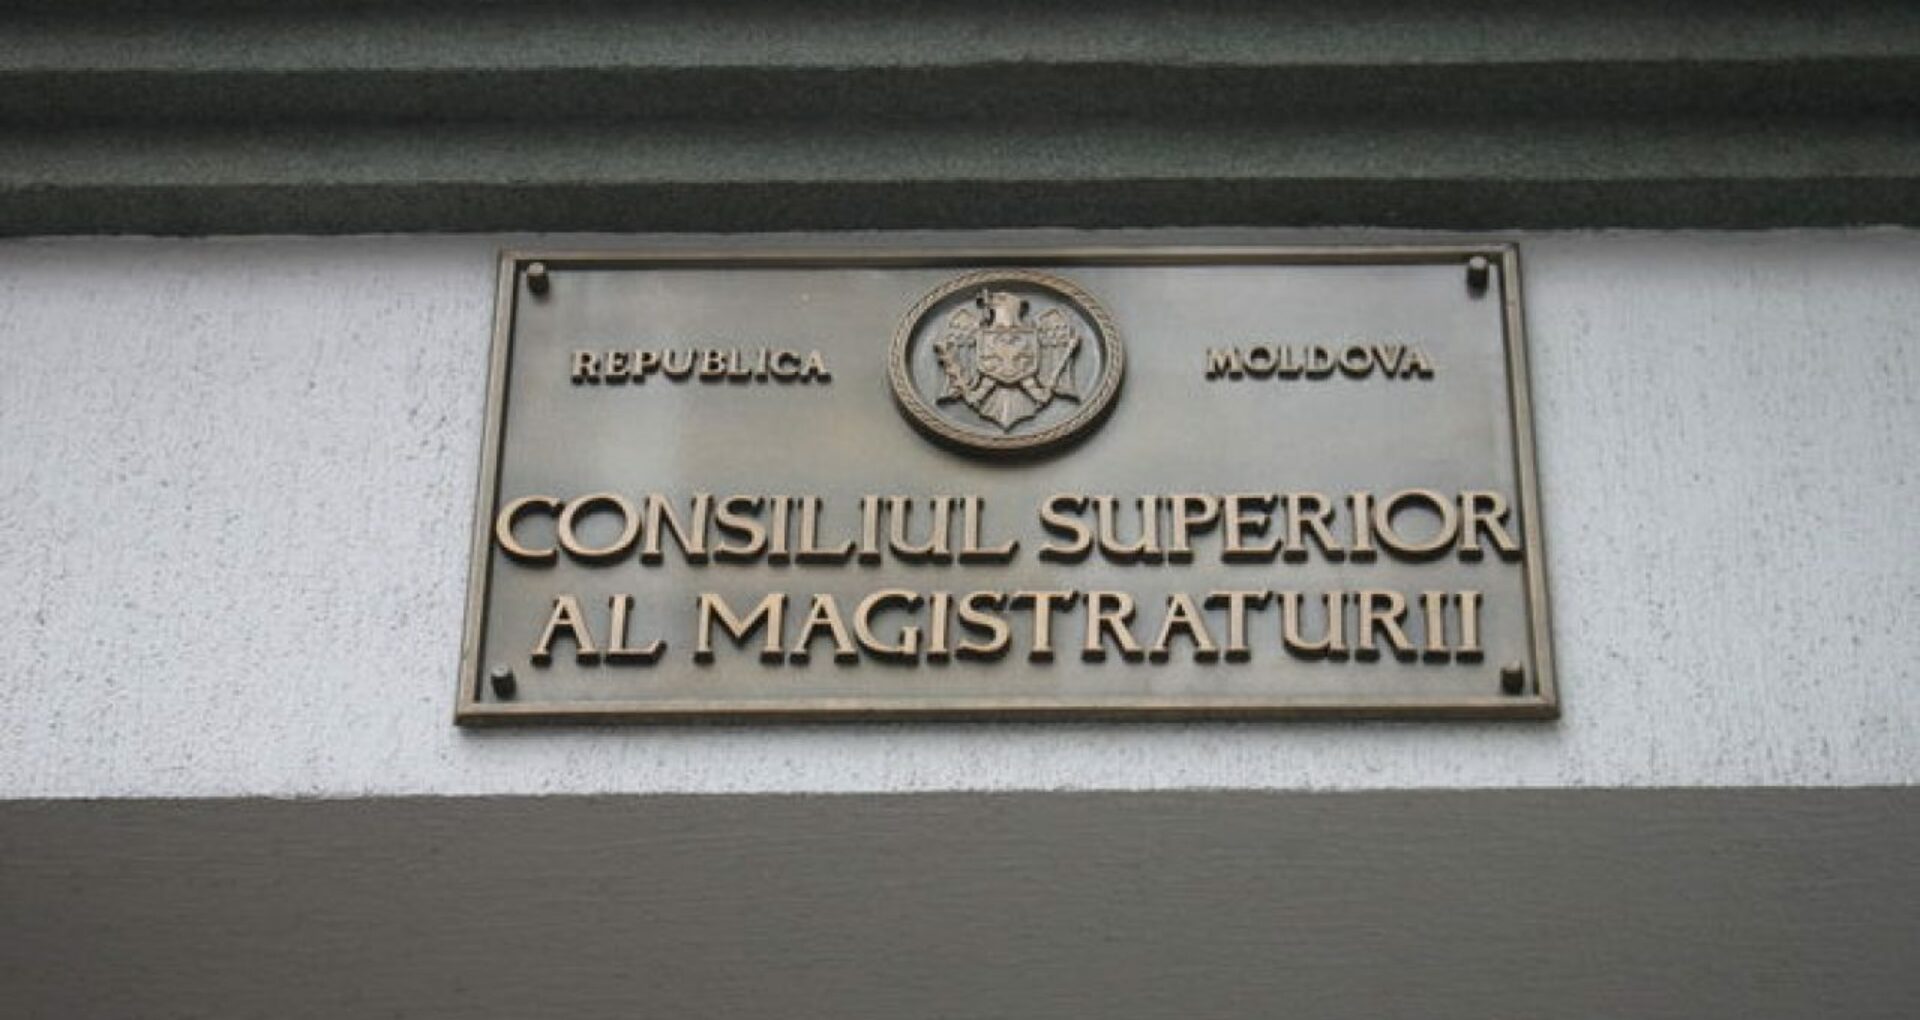 REPUBLICA MOLDOVA
CONSILIUL SUPERIOR
AL MAGISTRATURII